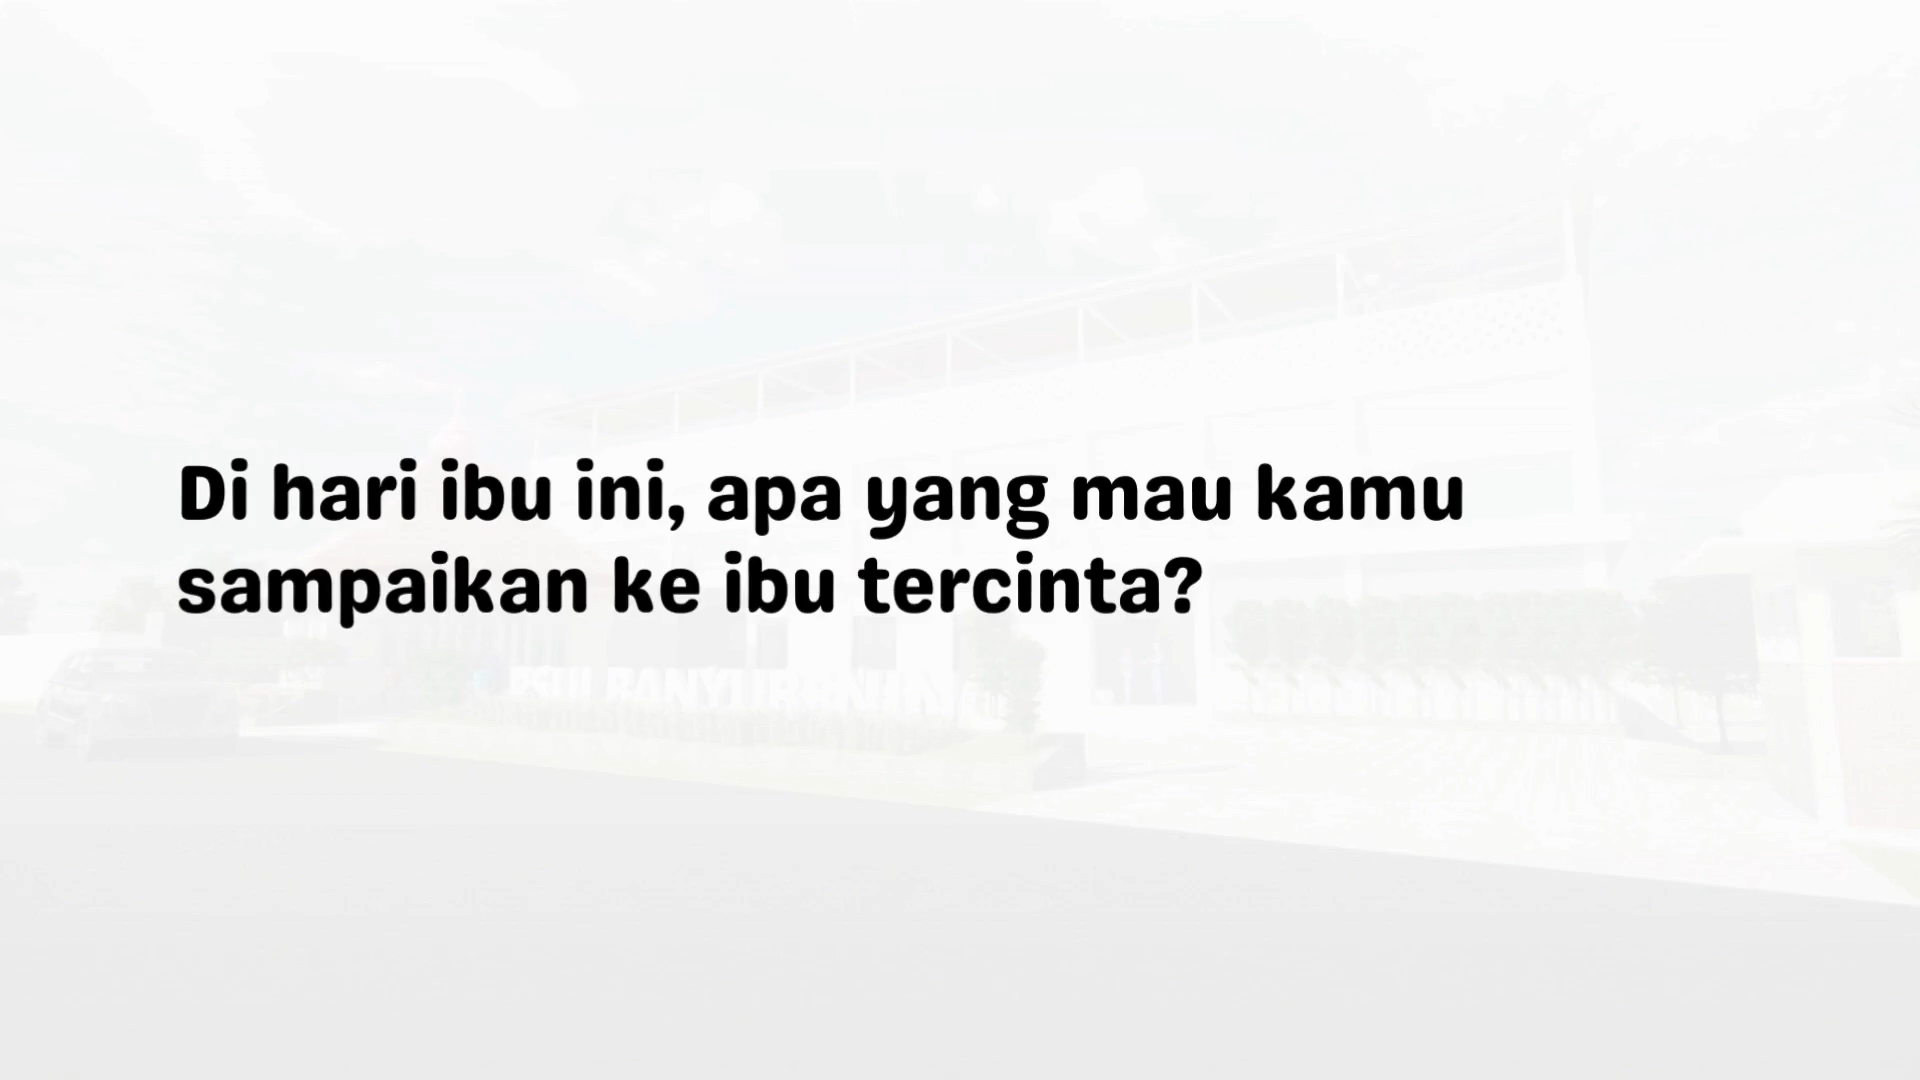 Di hari ibu ini, apa yang mau kamu
sampaikan ke ibu tercinta?